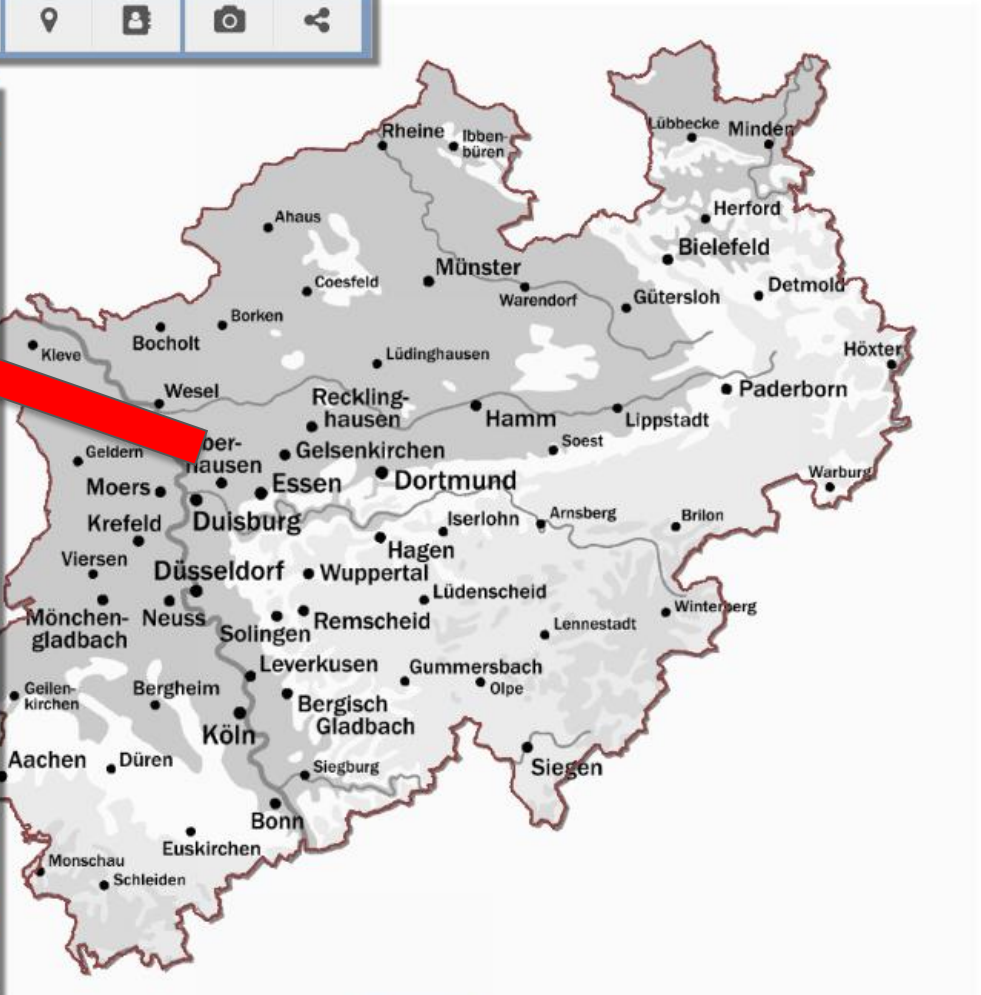 Rheine
Ibben-
büren
Lübbecke
Minden
Ahaus
Herford
Bielefeld
Münster
Coesfeld
Warendorf
Gütersloh
Detmold
Borken
Bocholt
Kleve
Lüdinghausen
Höxter
Wesel
Reckling-
hausen
Hamm
Lippstadt
Paderborn
Geldern
ber-
hausen
Gelsenkirchen
Soest
Moers
Essen
Dortmund
Warburg
Krefeld
Duisburg
Iserlohn
Arnsberg
Brilon
Hagen
Viersen
Düsseldorf
Wuppertal
Lüdenscheid
Mönchen-
gladbach
Neuss
Solingen
Remscheid
Lennestadt
Winterberg
Leverkusen
Gummersbach
Olpe
Geilen-
kirchen
Bergheim
Bergisch
Gladbach
Köln
Aachen
Düren
Siegburg
Siegen
Bonn
Euskirchen
Monschau
Schleiden